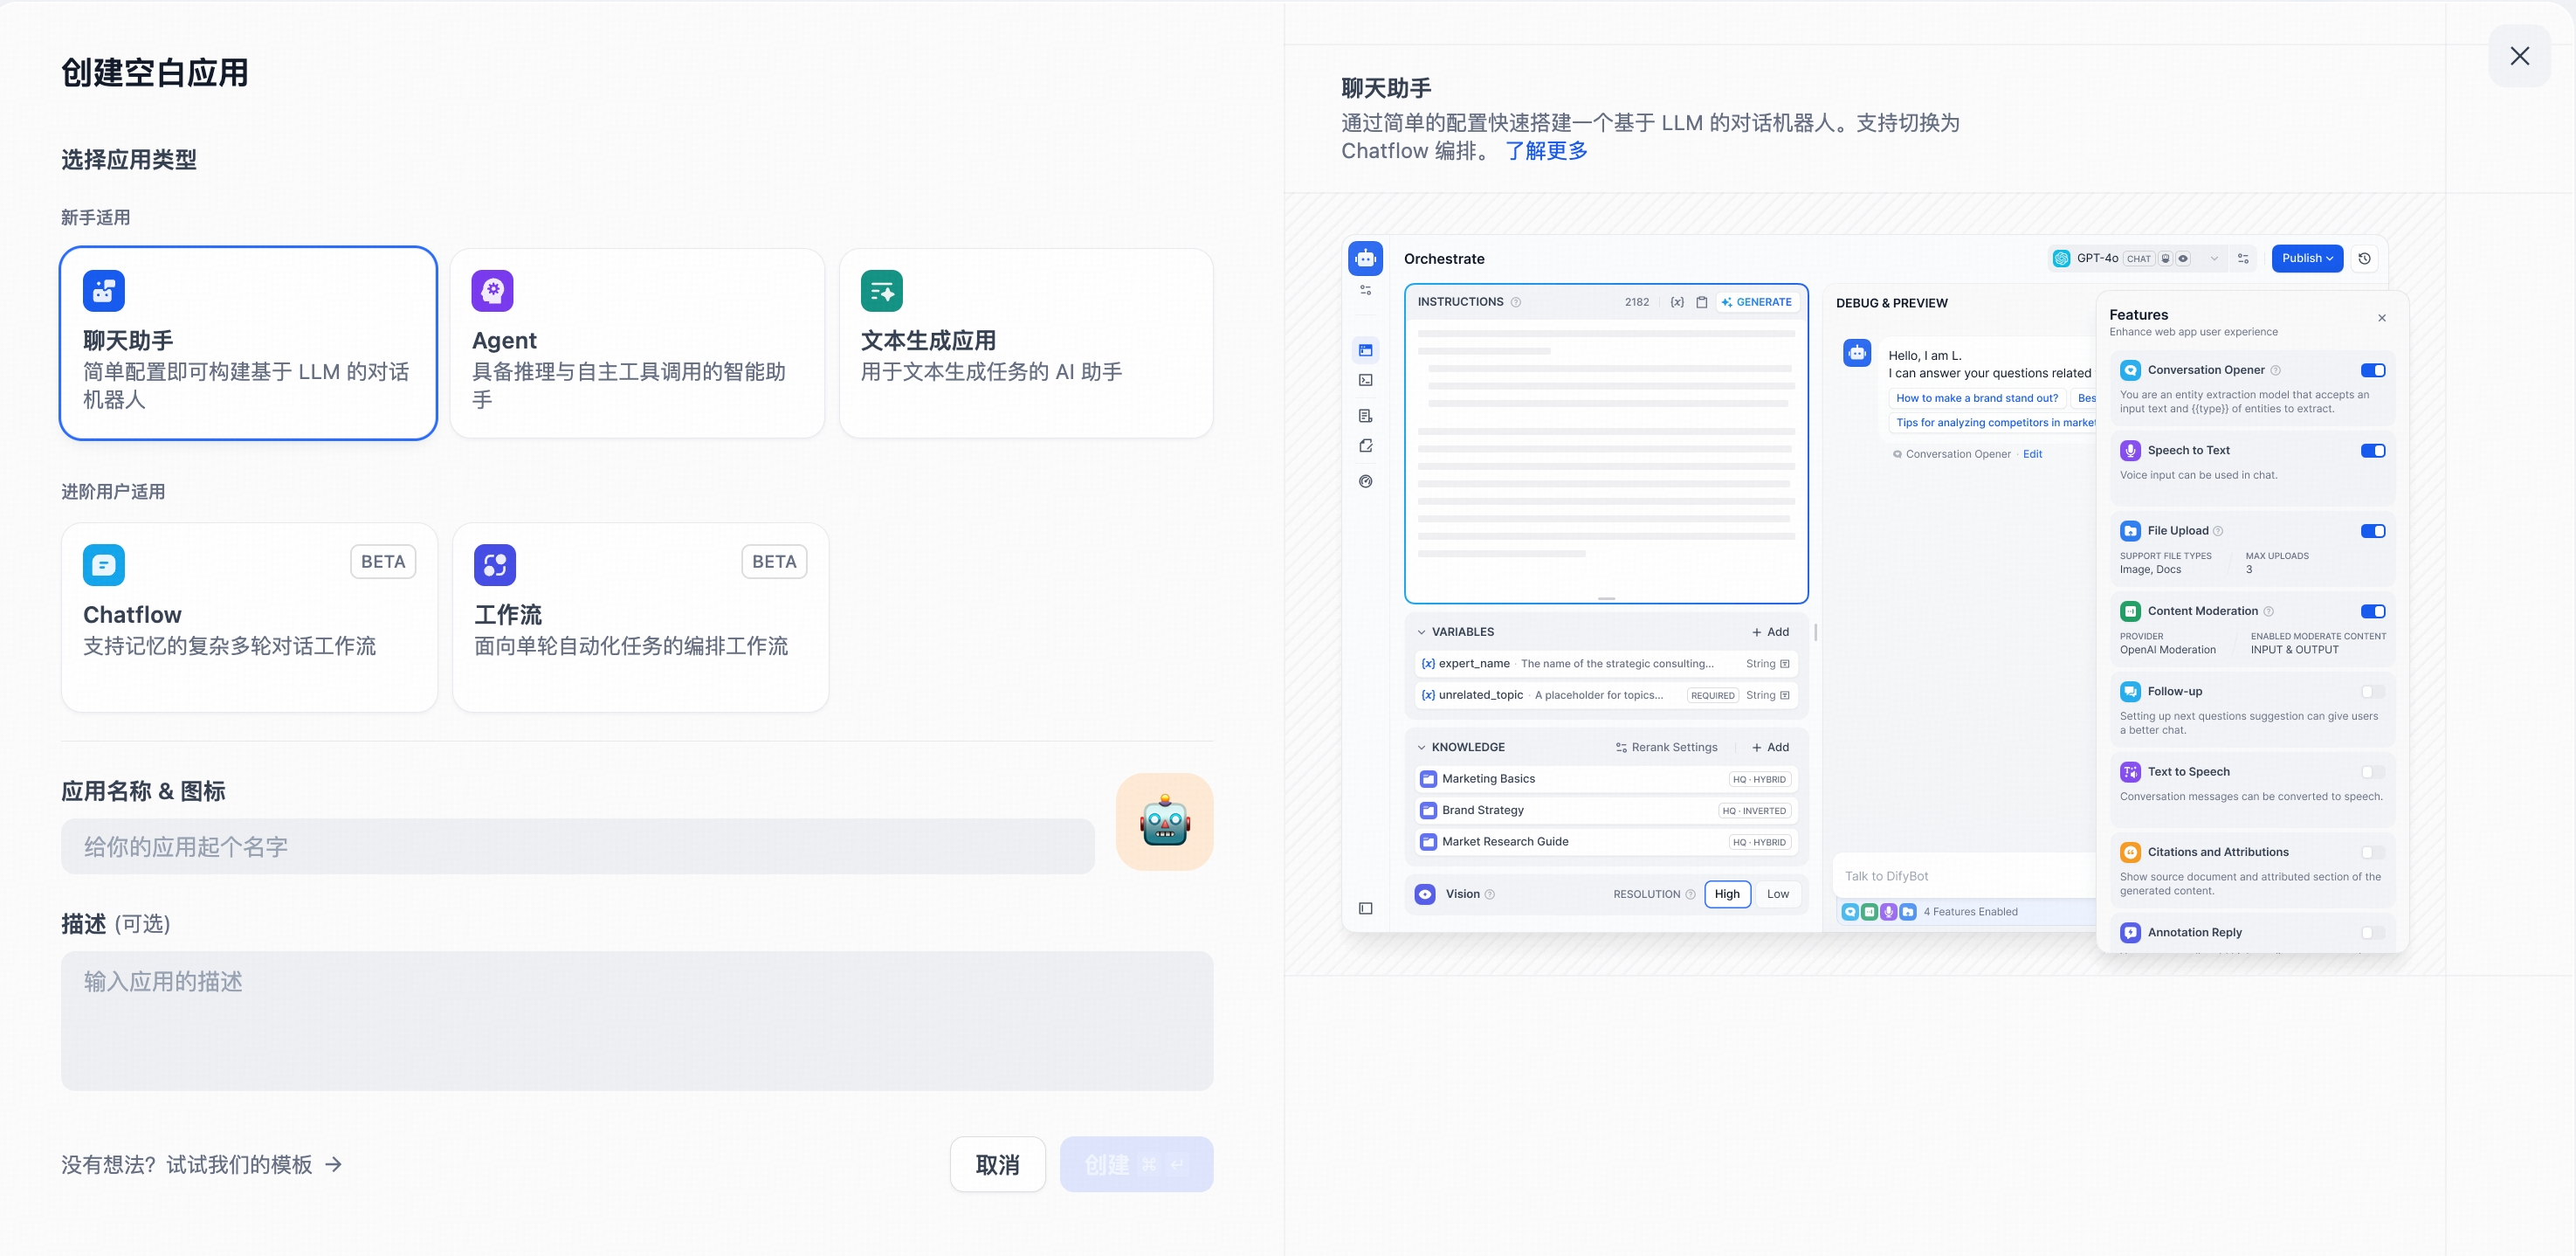 创建空白应用
选择应用类型
新手适用
聊天助手
简单配置即可构建基于 LLM 的对话
机器人
Agent
具备推理与自主工具调用的智能助
手
文本生成应用
用于文本生成任务的 AI 助手
进阶用户适用
BETA
Chatflow
支持记忆的复杂多轮对话工作流
BETA
工作流
面向单轮自动化任务的编排工作流
应用名称 & 图标
给你的应用起个名字
描述 (可选)
输入应用的描述
没有想法？试试我们的模板 →
取消
创建 ⌘ ↵
聊天助手
通过简单的配置快速搭建一个基于 LLM 的对话机器人。支持切换为
Chatflow 编排。 了解更多
Orchestrate
GPT-4o CHAT
Publish
INSTRUCTIONS
2182
{x}
GENERATE
VARIABLES
+ Add
{x} expert_name · The name of the strategic consulting... String
{x} unrelated_topic · A placeholder for topics... REQUIRED String
KNOWLEDGE
Rerank Settings
+ Add
Marketing Basics HQ · HYBRID
Brand Strategy HQ · INVERTED
Market Research Guide HQ · HYBRID
Vision
RESOLUTION High Low
DEBUG & PREVIEW
Hello, I am L.
I can answer your questions related
How to make a brand stand out?
Bes
Tips for analyzing competitors in market
Conversation Opener · Edit
Talk to DifyBot
4 Features Enabled
Features
Enhance web app user experience
Conversation Opener
You are an entity extraction model that accepts an
input text and {{type}} of entities to extract.
Speech to Text
Voice input can be used in chat.
File Upload
SUPPORT FILE TYPES
Image, Docs
MAX UPLOADS
3
Content Moderation
PROVIDER
OpenAI Moderation
ENABLED MODERATE CONTENT
INPUT & OUTPUT
Follow-up
Setting up next questions suggestion can give users
a better chat.
Text to Speech
Conversation messages can be converted to speech.
Citations and Attributions
Show source document and attributed section of the
generated content.
Annotation Reply